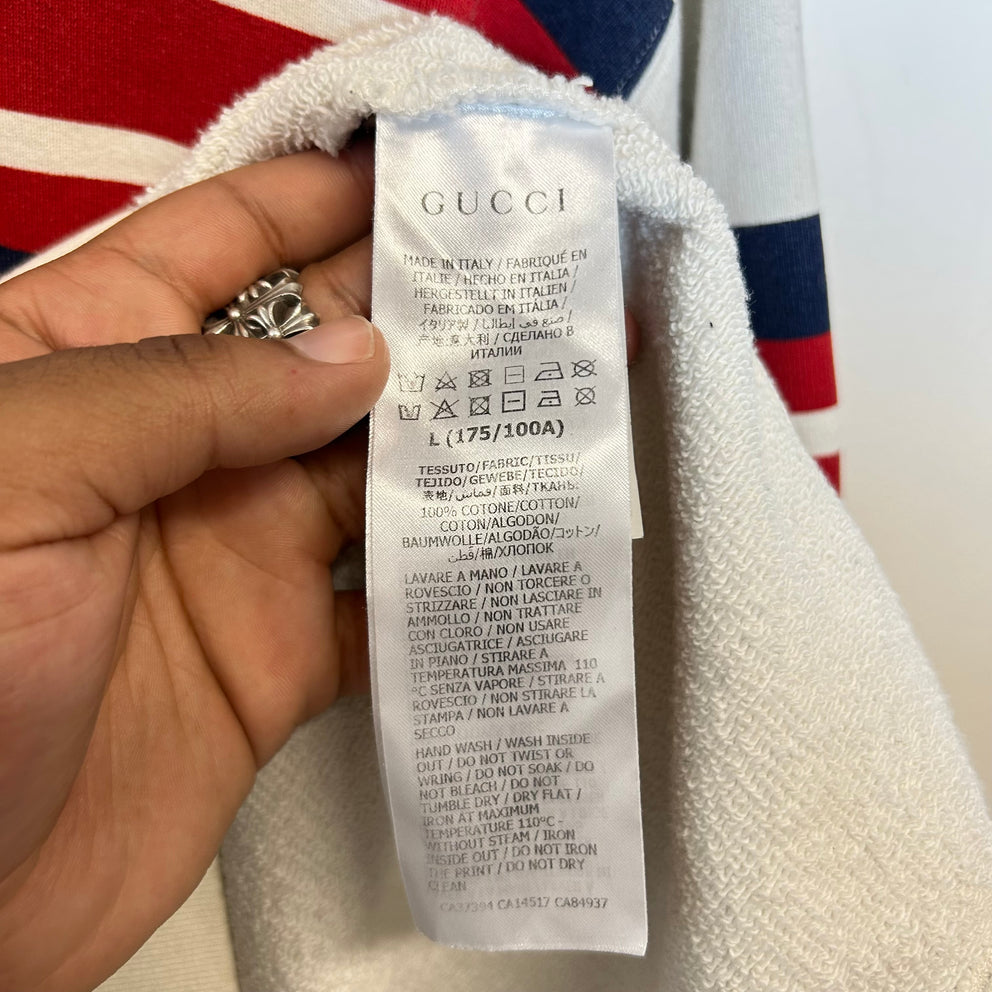 GUCCI
MADE IN ITALY / FABRIQUÉ EN
ITALIE / HECHO EN ITALIA /
HERGESTELLT IN ITALIEN /
FABRICADO EM ITÁLIA /
イタリア製 / صنع في ايطاليا /
产地:意大利 / СДЕЛАНО В
ИТАЛИИ
L (175/100A)
TESSUTO/FABRIC/TISSU/
TEJIDO/GEWEBE/TECIDO/
表地/قماش/面料/ТКАНЬ:
100% COTONE/COTTON/
COTON/ALGODON/
BAUMWOLLE/ALGODÃO/コットン/
قطن/棉/ХЛОПОК
LAVARE A MANO / LAVARE A
ROVESCIO / NON TORCERE O
STRIZZARE / NON LASCIARE IN
AMMOLLO / NON TRATTARE
CON CLORO / NON USARE
ASCIUGATRICE / ASCIUGARE
IN PIANO / STIRARE A
TEMPERATURA MASSIMA 110
°C SENZA VAPORE / STIRARE A
ROVESCIO / NON STIRARE LA
STAMPA / NON LAVARE A
SECCO
HAND WASH / WASH INSIDE
OUT / DO NOT TWIST OR
WRING / DO NOT SOAK / DO
NOT BLEACH / DO NOT
TUMBLE DRY / DRY FLAT /
IRON AT MAXIMUM
TEMPERATURE 110°C -
WITHOUT STEAM / IRON
INSIDE OUT / DO NOT IRON
THE PRINT / DO NOT DRY
CLEAN
CA37394 CA14517 CA84937